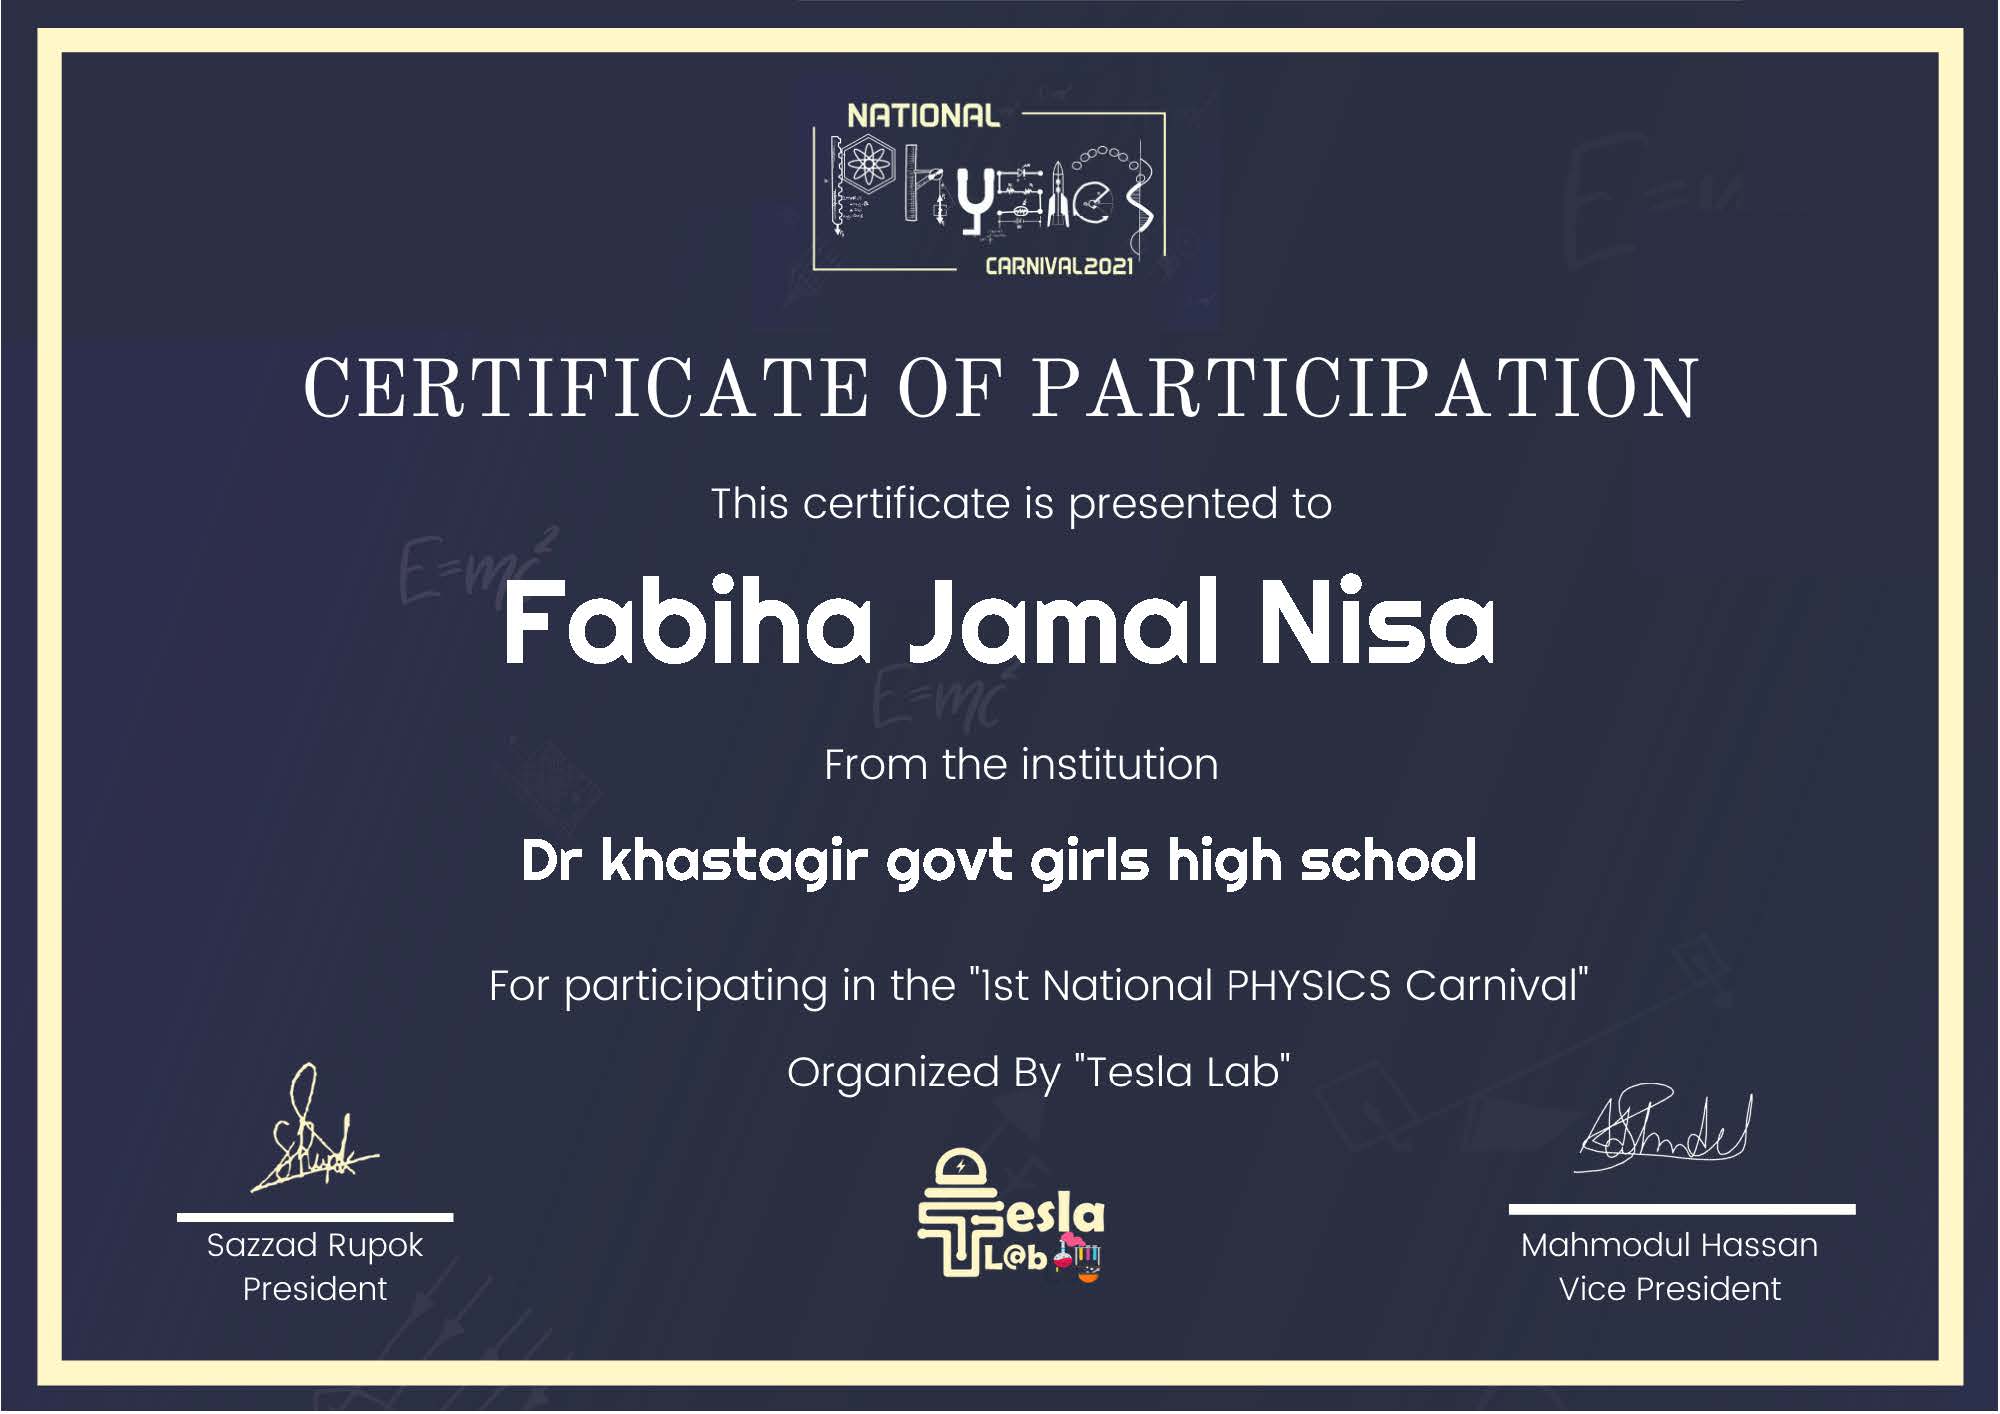 NATIONAL
Physics
CARNIVAL2021
CERTIFICATE OF PARTICIPATION
This certificate is presented to
E=mc²
Fabiha Jamal Nisa
E=mc²
From the institution
Dr khastagir govt girls high school
For participating in the "1st National PHYSICS Carnival"
Organized By "Tesla Lab"
Tesla
L@b
Sazzad Rupok
President
Mahmodul Hassan
Vice President